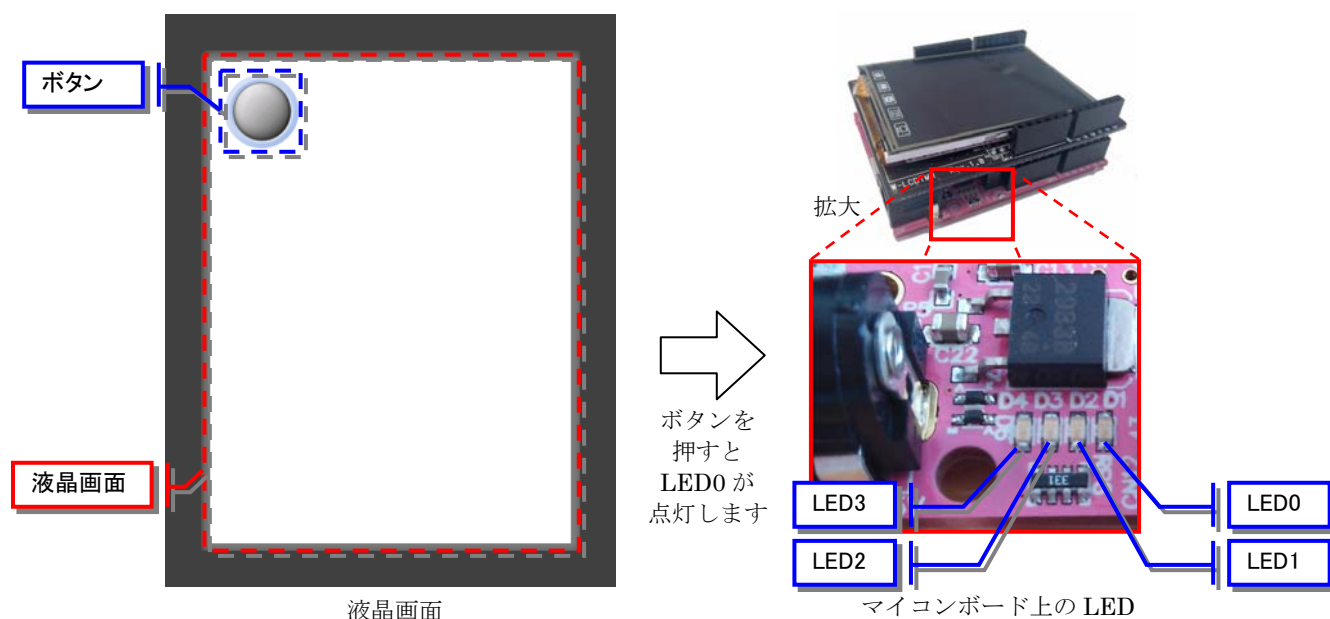 ボタン
液晶画面
液晶画面
ボタンを
押すと
LED0 が
点灯します
拡大
C22
D4 D3 D2 D1
331
LED3
LED2
LED0
LED1
マイコンボード上の LED